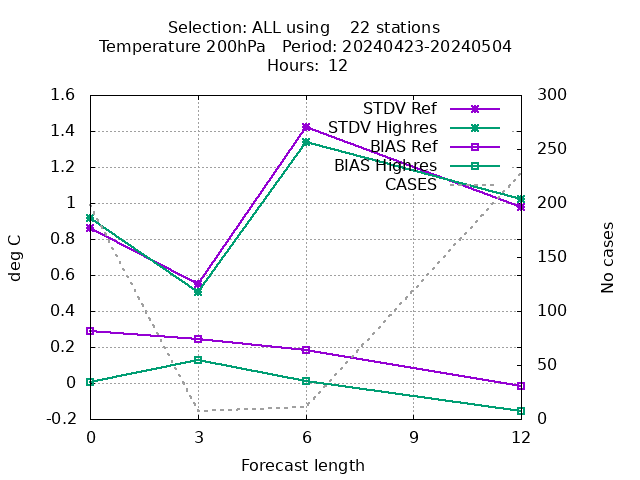 Selection: ALL using    22 stations
Temperature 200hPa   Period: 20240423-20240504
Hours: 12
1.6
1.4
1.2
1
0.8
0.6
0.4
0.2
0
-0.2
deg C
STDV Ref
STDV Highres
BIAS Ref
BIAS Highres
CASES
300
250
200
150
100
50
0
No cases
0
3
6
9
12
Forecast length